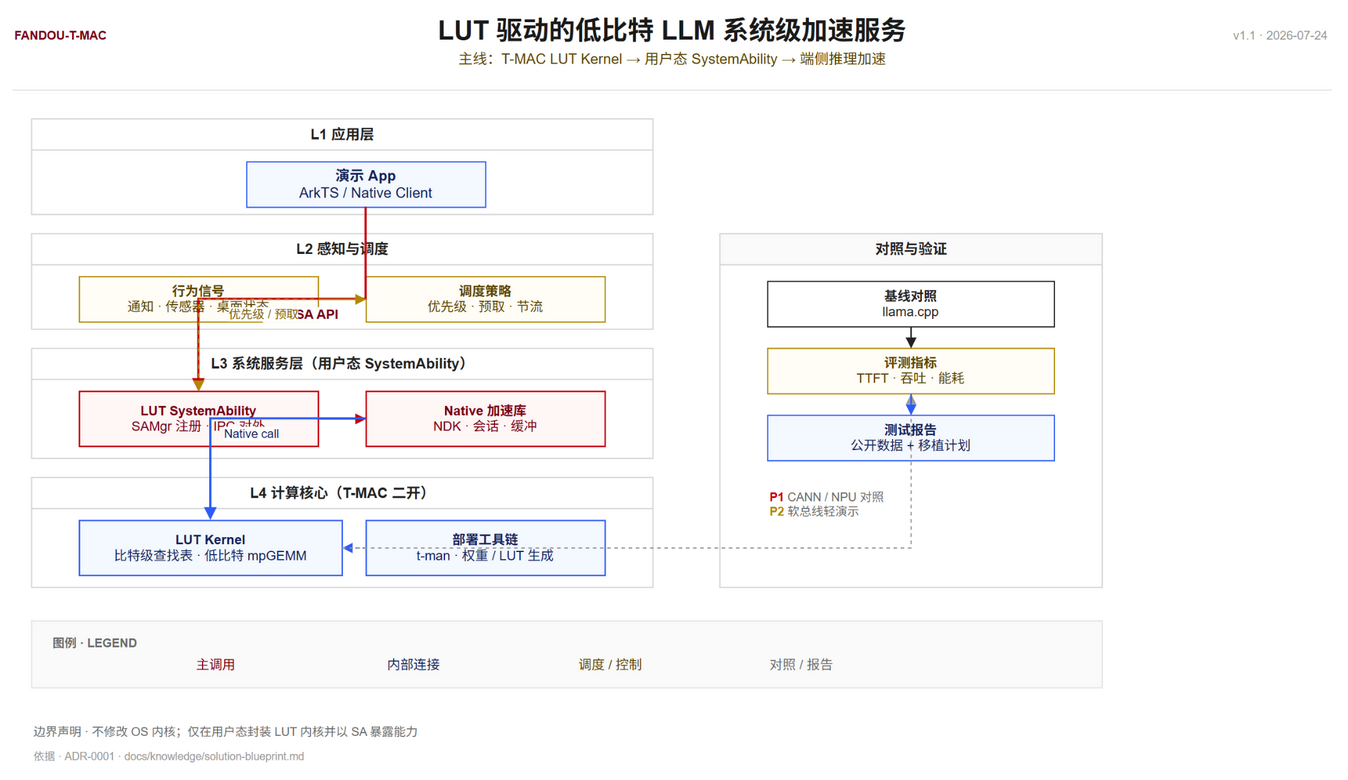 FANDOU-T-MAC
LUT 驱动的低比特 LLM 系统级加速服务
v1.1 · 2026-07-24
主线：T-MAC LUT Kernel → 用户态 SystemAbility → 端侧推理加速
L1 应用层
演示 App
ArkTS / Native Client
L2 感知与调度
行为信号
通知 · 传感器 · 桌面状态
优先级 / 预取
SA API
调度策略
优先级 · 预取 · 节流
L3 系统服务层（用户态 SystemAbility）
LUT SystemAbility
SAMgr 注册 · IPC 对外
Native call
Native 加速库
NDK · 会话 · 缓冲
L4 计算核心（T-MAC 二开）
LUT Kernel
比特级查找表 · 低比特 mpGEMM
部署工具链
t-man · 权重 / LUT 生成
对照与验证
基线对照
llama.cpp
评测指标
TTFT · 吞吐 · 能耗
测试报告
公开数据 + 移植计划
P1 CANN / NPU 对照
P2 软总线轻演示
图例 · LEGEND
主调用
内部连接
调度 / 控制
对照 / 报告
边界声明 · 不修改 OS 内核；仅在用户态封装 LUT 内核并以 SA 暴露能力
依据 · ADR-0001 · docs/knowledge/solution-blueprint.md